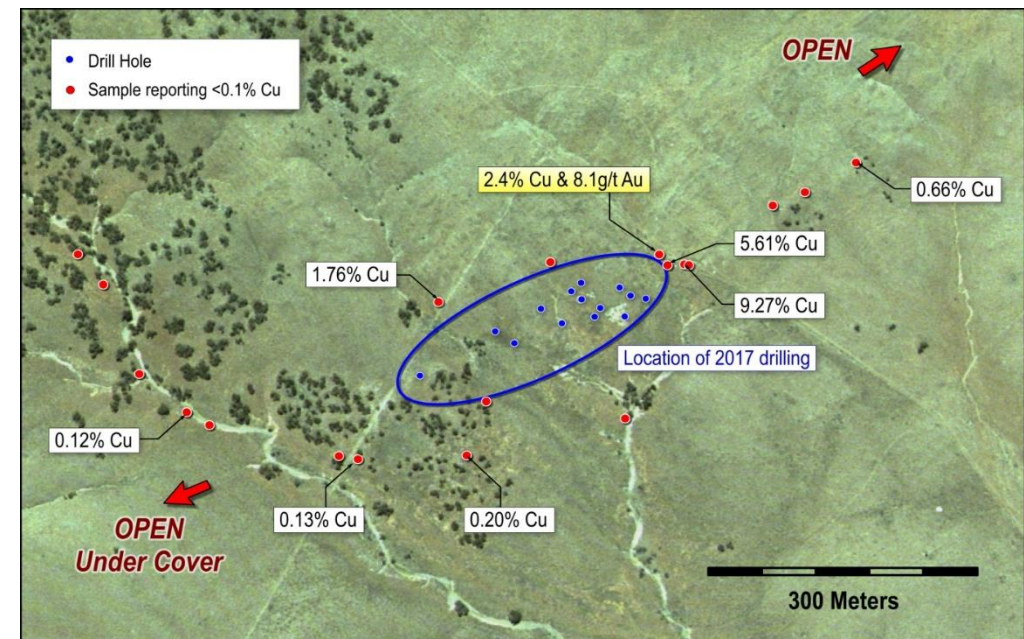 Drill Hole
Sample reporting <0.1% Cu
OPEN
2.4% Cu & 8.1g/t Au
0.66% Cu
5.61% Cu
1.76% Cu
9.27% Cu
Location of 2017 drilling
0.12% Cu
0.13% Cu
0.20% Cu
OPEN
Under Cover
300 Meters